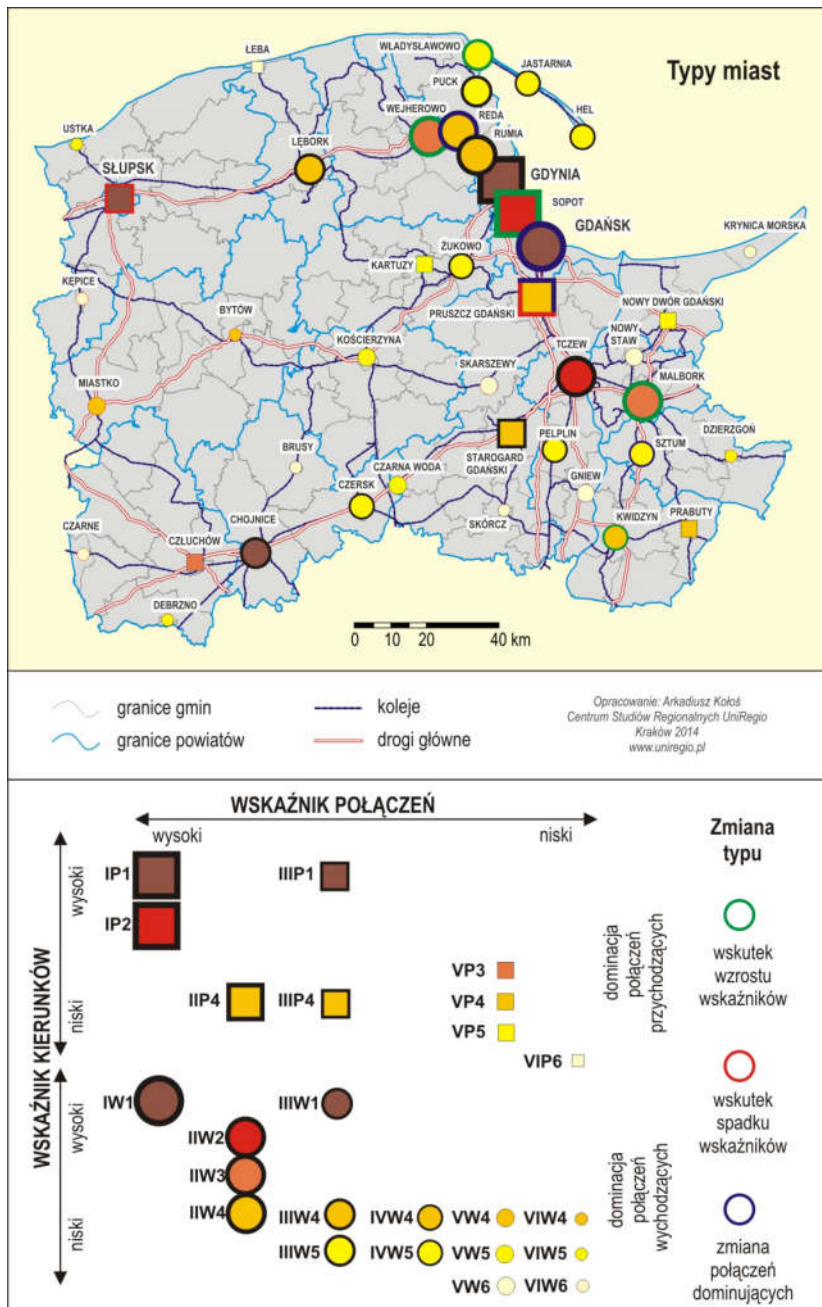 Typy miast
ŁEBA
WŁADYSŁAWOWO
JASTARNIA
PUCK
HEL
WEJHEROWO
REDA
RUMIA
USTKA
LĘBORK
SŁUPSK
GDYNIA
SOPOT
GDAŃSK
KRYNICA MORSKA
ŻUKOWO
KARTUZY
KĘPICE
PRUSZCZ GDAŃSKI
NOWY DWÓR GDAŃSKI
BYTÓW
KOŚCIERZYNA
NOWY
STAW
TCZEW
SKARSZEWY
MALBORK
MIASTKO
DZIERZGOŃ
BRUSY
STAROGARD
GDAŃSKI
PELPLIN
SZTUM
CZARNA WODA
GNIEW
CZERSK
SKÓRCZ
KWIDZYN
PRABUTY
CHOJNICE
CZARNE
CZŁUCHÓW
DEBRZNO
0 10 20 40 km
granice gmin
koleje
granice powiatów
drogi główne
Opracowanie: Arkadiusz Kołoś
Centrum Studiów Regionalnych UniRegio
Kraków 2014
www.uniregio.pl
WSKAŹNIK POŁĄCZEŃ
wysoki
niski
WSKAŹNIK KIERUNKÓW
wysoki
niski
wysoki
niski
IP1
IIIP1
IP2
VP3
IIP4
IIIP4
VP4
VP5
VIP6
IW1
IIIW1
IIW2
IIW3
IIW4
IIIW4
IVW4
VW4
VIW4
IIIW5
IVW5
VW5
VIW5
VW6
VIW6
dominacja
połączeń
przychodzących
dominacja
połączeń
wychodzących
Zmiana
typu
wskutek
wzrostu
wskaźników
wskutek
spadku
wskaźników
zmiana
połączeń
dominujących